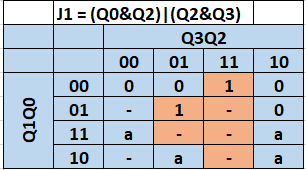 J1 = (Q0&Q2)|(Q2&Q3)
Q3Q2
00 01 11 10
Q1Q0
00 0 0 1 0
01 - 1 - 0
11 a - - a
10 - a - a